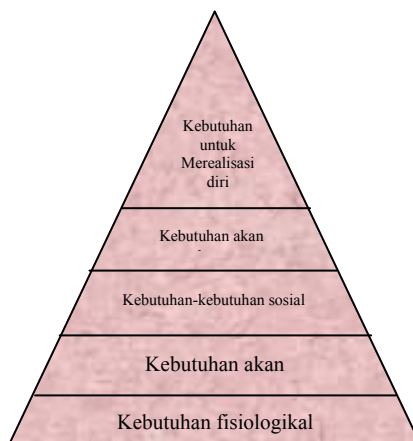 Kebutuhan
untuk
Merealisasi
diri
Kebutuhan akan
Kebutuhan-kebutuhan sosial
Kebutuhan akan
Kebutuhan fisiologikal